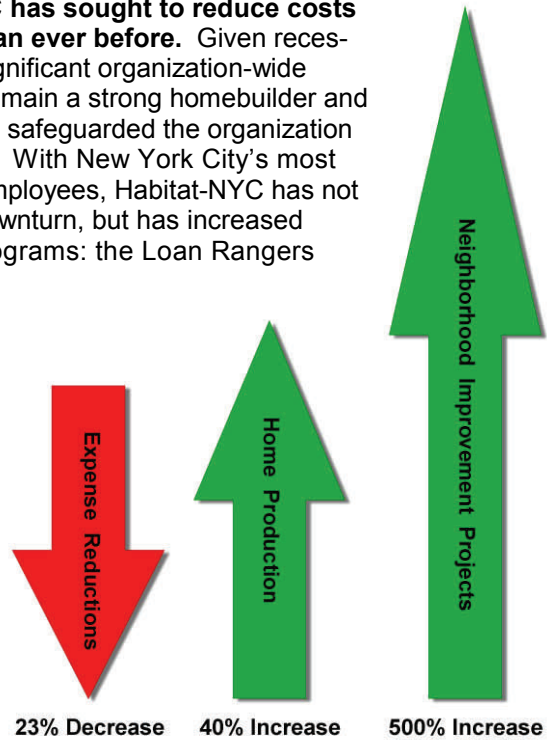 C has sought to reduce costs
an ever before. Given reces-
gnificant organization-wide
main a strong homebuilder and
safeguarded the organization
With New York City's most
mployees, Habitat-NYC has not
wnturn, but has increased
ograms: the Loan Rangers
Expense Reductions
Home Production
Neighborhood Improvement Projects
23% Decrease
40% Increase
500% Increase